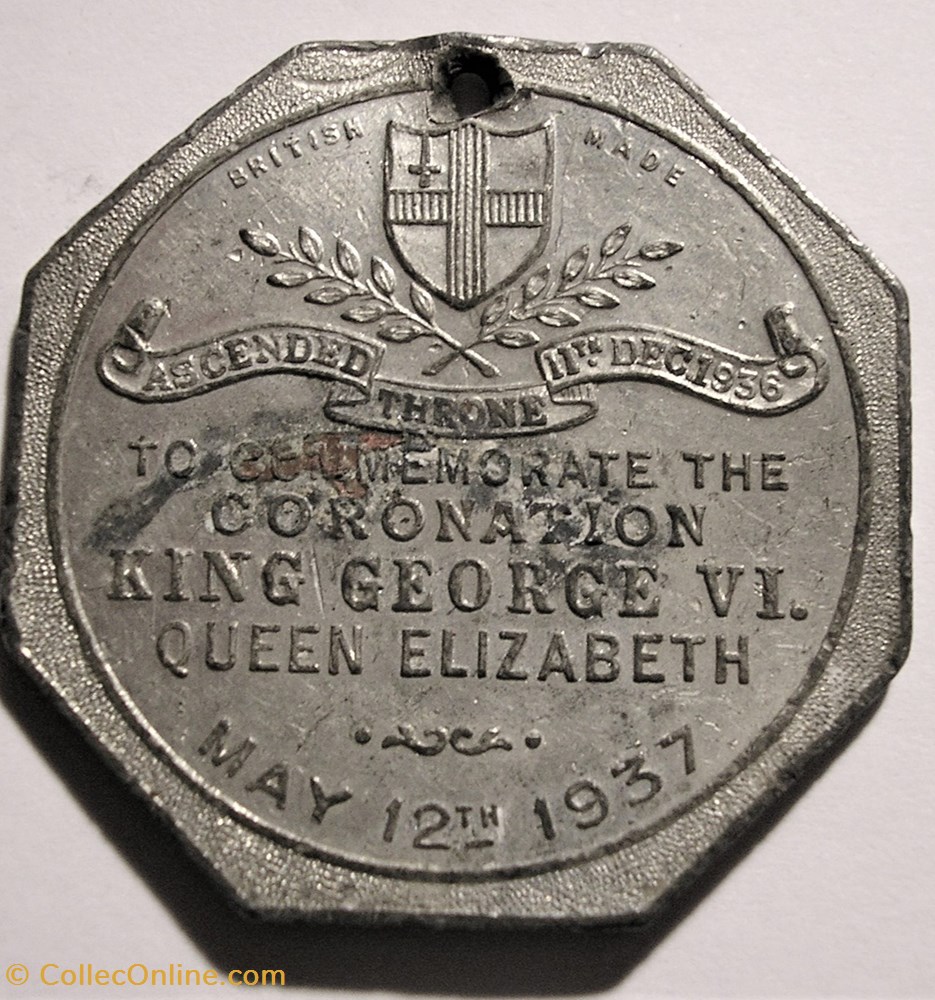 BRITISH MADE
ASCENDED THRONE 11TH DEC 1936
TO COMMEMORATE THE
CORONATION
KING GEORGE VI.
QUEEN ELIZABETH
MAY 12TH 1937
© CollecOnline.com